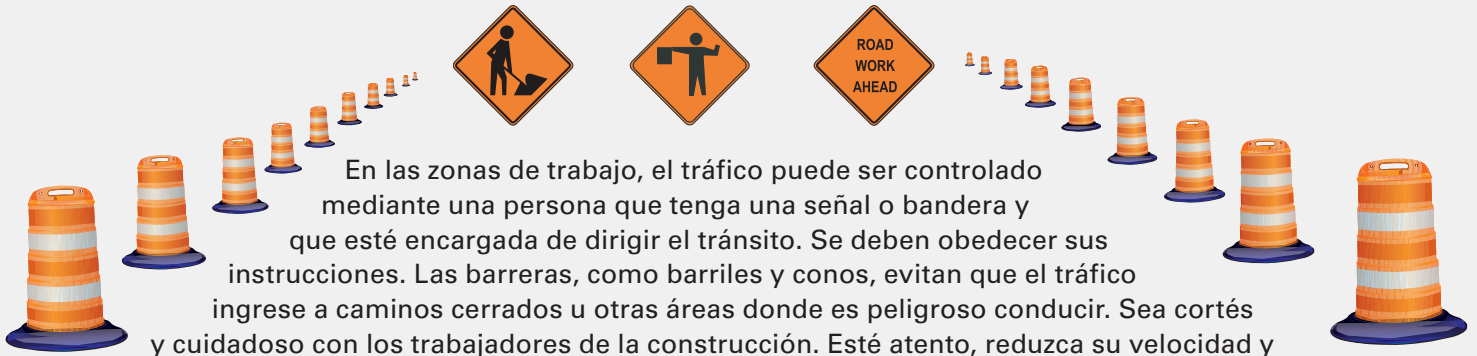 ROAD
WORK
AHEAD
En las zonas de trabajo, el tráfico puede ser controlado
mediante una persona que tenga una señal o bandera y
que esté encargada de dirigir el tránsito. Se deben obedecer sus
instrucciones. Las barreras, como barriles y conos, evitan que el tráfico
ingrese a caminos cerrados u otras áreas donde es peligroso conducir. Sea cortés
y cuidadoso con los trabajadores de la construcción. Esté atento, reduzca su velocidad y